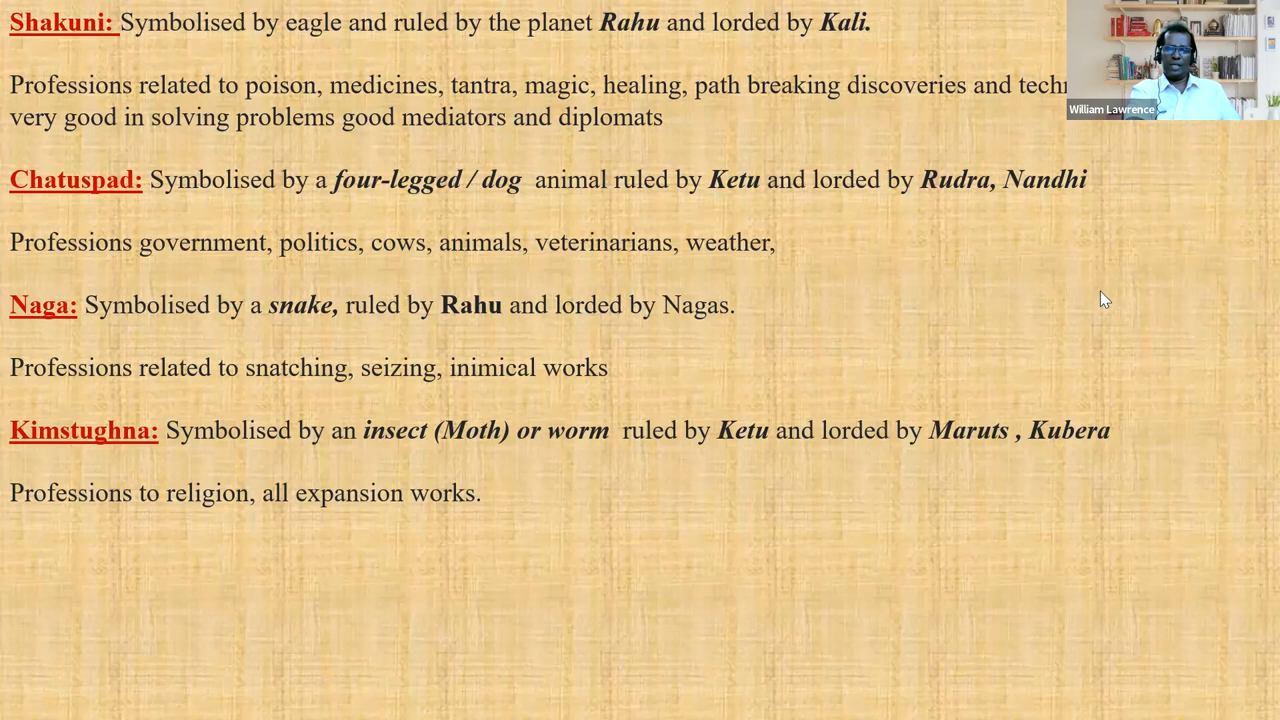 Shakuni: Symbolised by eagle and ruled by the planet Rahu and lorded by Kali.
Professions related to poison, medicines, tantra, magic, healing, path breaking discoveries and
very good in solving problems good mediators and diplomats
William Lawrence
Chatuspad: Symbolised by a four-legged / dog animal ruled by Ketu and lorded by Rudra, Nandhi
Professions government, politics, cows, animals, veterinarians, weather,
Naga: Symbolised by a snake, ruled by Rahu and lorded by Nagas.
Professions related to snatching, seizing, inimical works
Kimstughna: Symbolised by an insect (Moth) or worm ruled by Ketu and lorded by Maruts , Kubera
Professions to religion, all expansion works.